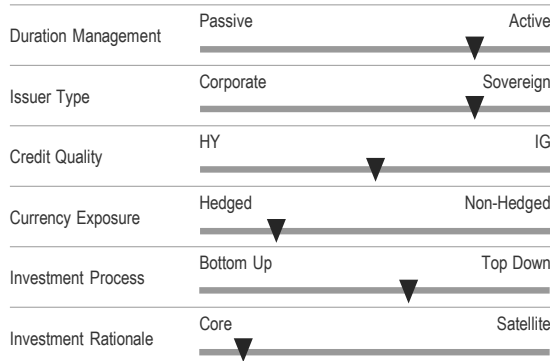 Duration Management Passive Active
Issuer Type Corporate Sovereign
Credit Quality HY IG
Currency Exposure Hedged Non-Hedged
Investment Process Bottom Up Top Down
Investment Rationale Core Satellite